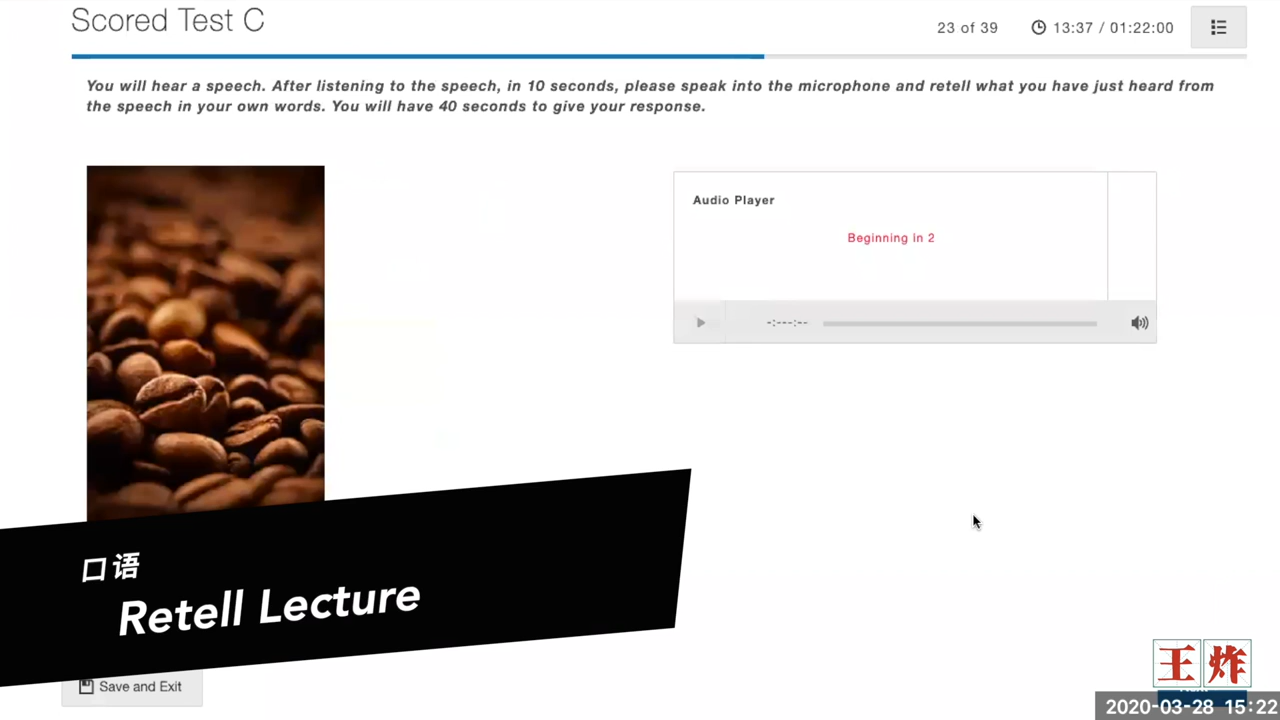 Scored Test C
23 of 39
13:37 / 01:22:00
You will hear a speech. After listening to the speech, in 10 seconds, please speak into the microphone and retell what you have just heard from
the speech in your own words. You will have 40 seconds to give your response.
Audio Player
Beginning in 2
-:---:--
口语
Retell Lecture
Save and Exit
王炸
2020-03-28 15:22